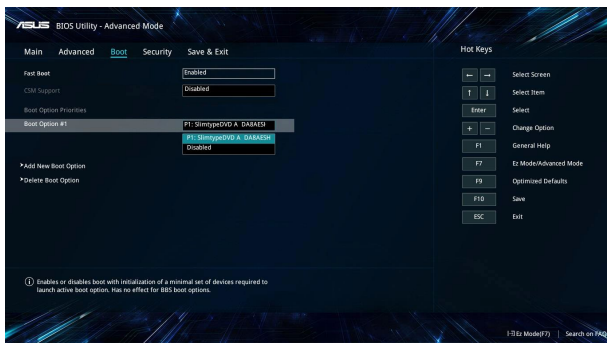 ASUS BIOS Utility - Advanced Mode
Main Advanced Boot Security Save & Exit
Hot Keys
Fast Boot Enabled
CSM Support Disabled
Boot Option Priorities
Boot Option #1 P1: SlimtypeDVD A DA8AESI
P1: SlimtypeDVD A DA8AESH
Disabled
Add New Boot Option
Delete Boot Option
← → Select Screen
↑ ↓ Select Item
Enter Select
+ − Change Option
F1 General Help
F7 Ez Mode/Advanced Mode
F9 Optimized Defaults
F10 Save
ESC Exit
Enables or disables boot with initialization of a minimal set of devices required to
launch active boot option. Has no effect for BBS boot options.
Ez Mode(F7) | Search on FAQ